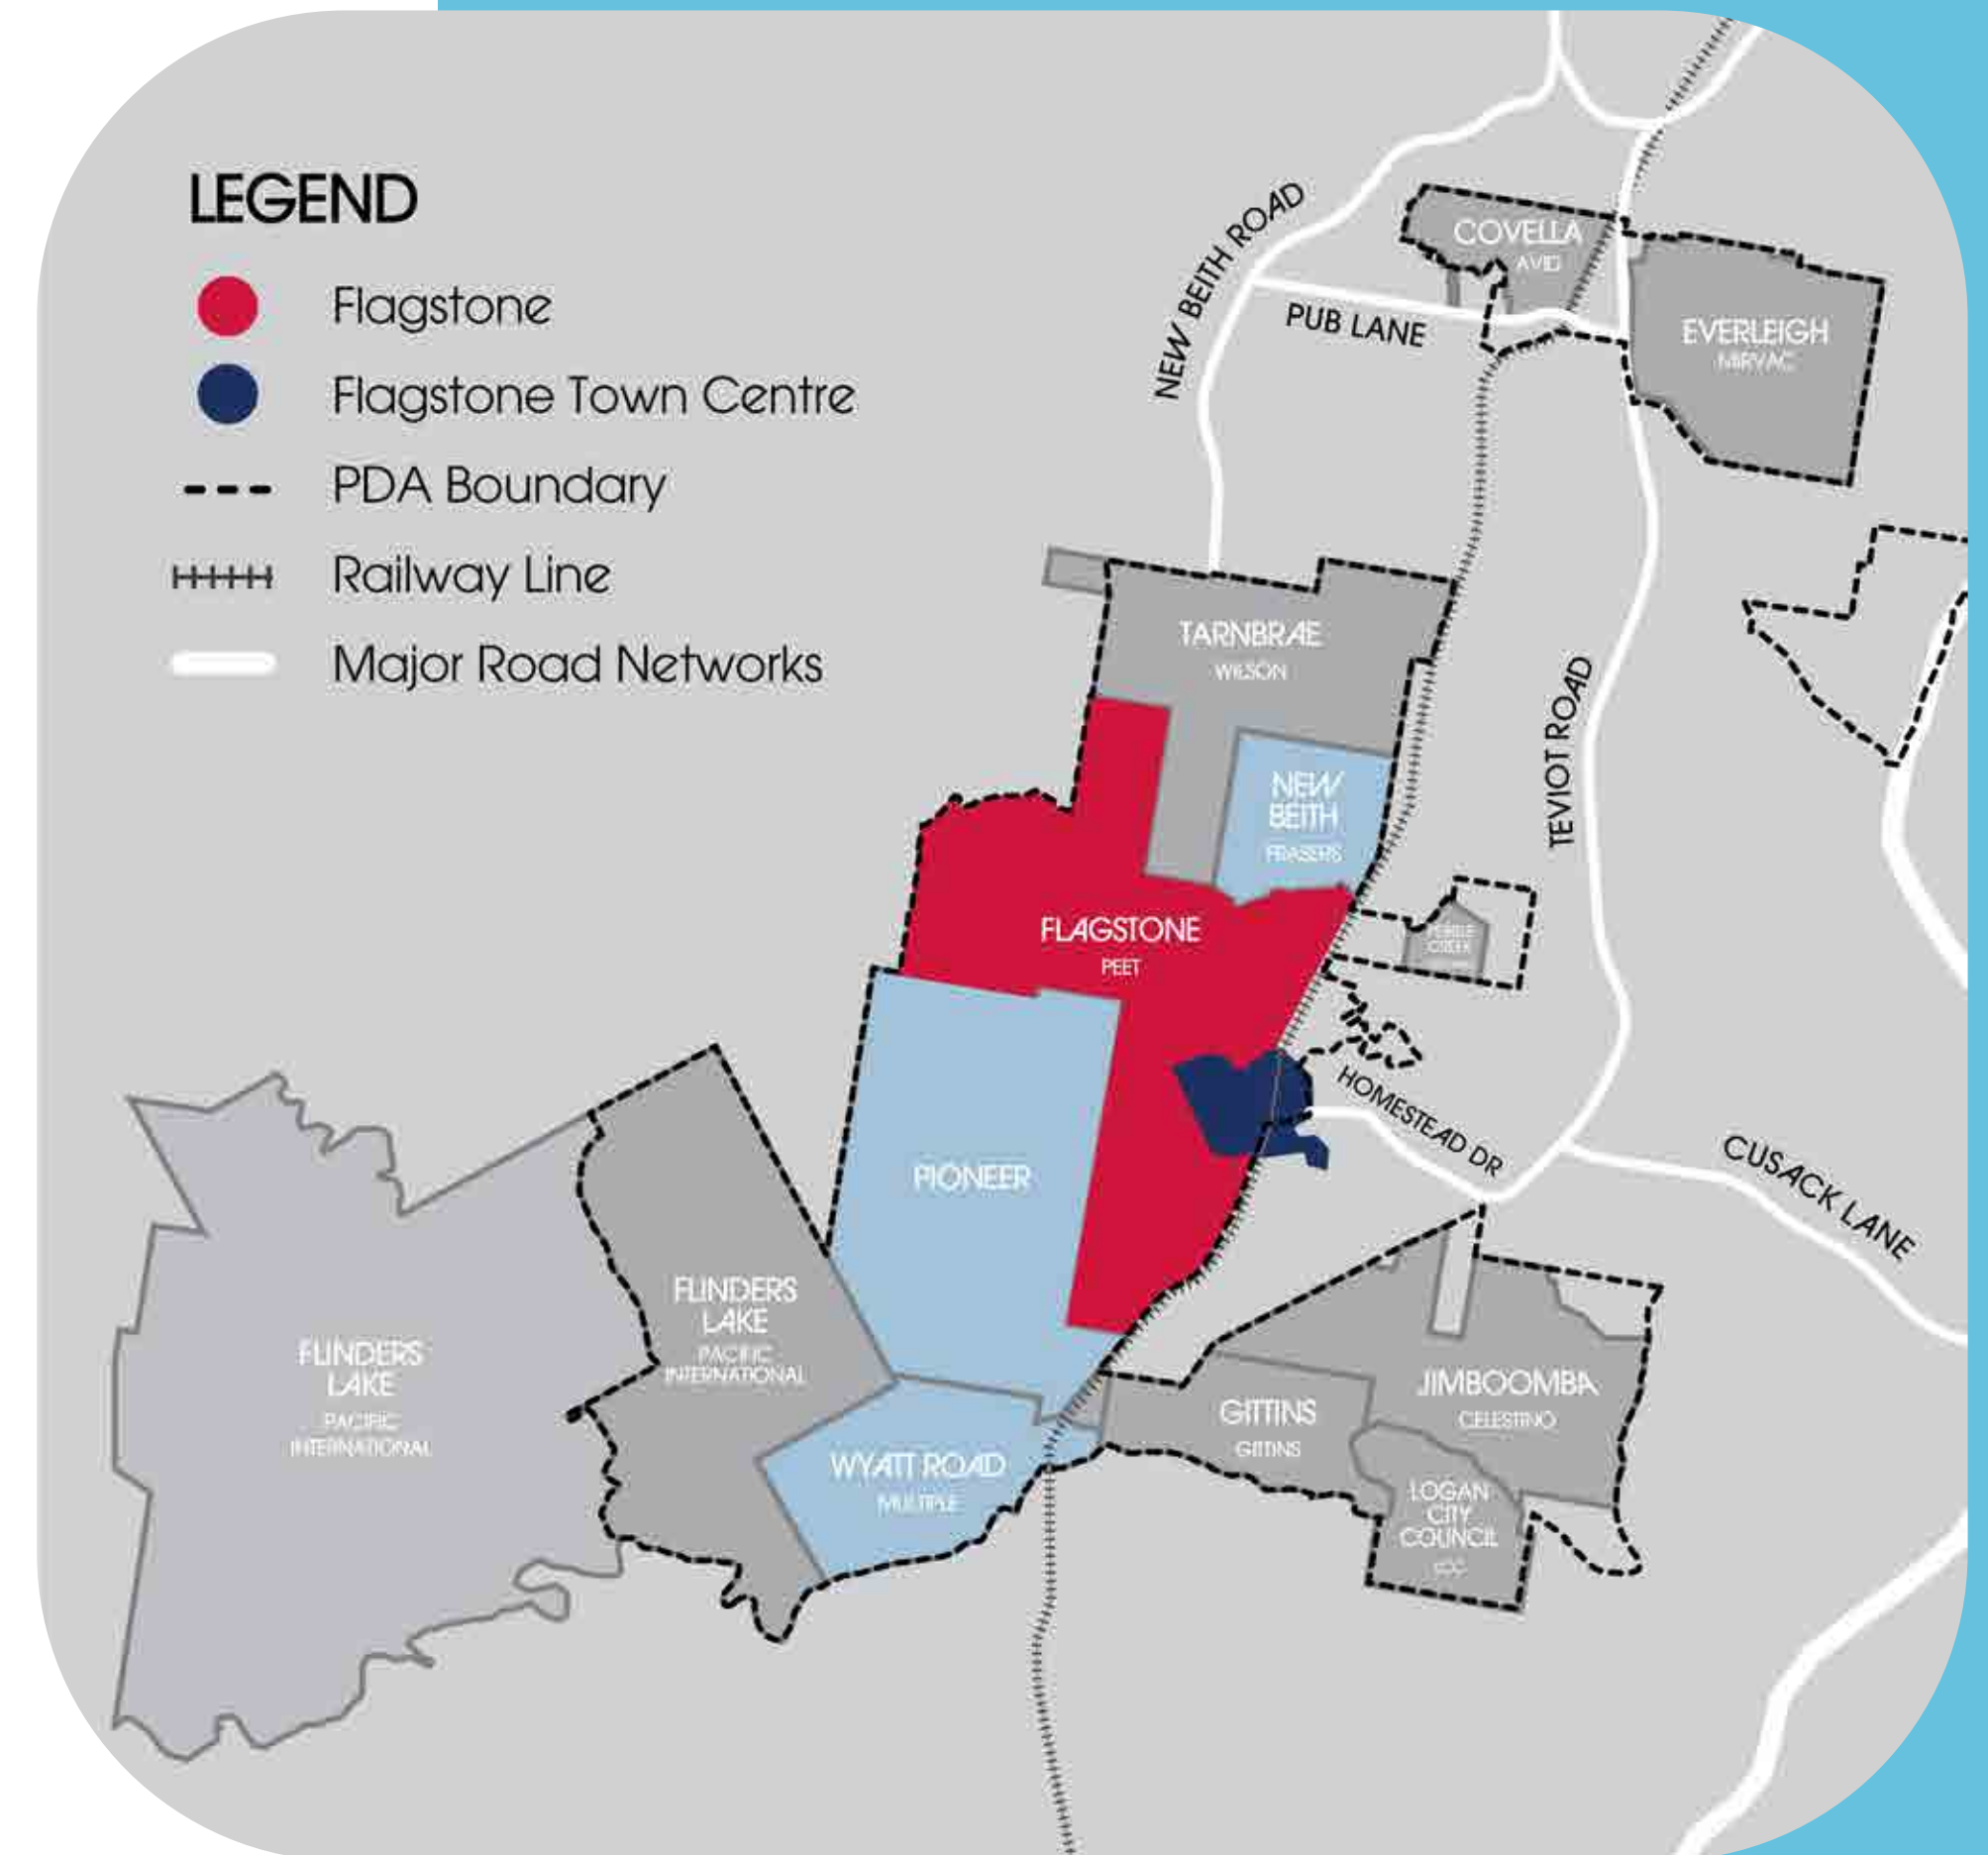 LEGEND
Flagstone
Flagstone Town Centre
PDA Boundary
Railway Line
Major Road Networks
NEW BEITH ROAD
PUB LANE
COVELLA
AVID
EVERLEIGH
MIRVAC
TARNBRAE
WILSON
NEW
BEITH
FRASERS
TEVIOT ROAD
FLAGSTONE
PEET
CREEK
HOMESTEAD DR
CUSACK LANE
PIONEER
FLINDERS
LAKE
PACIFIC
INTERNATIONAL
FLINDERS
LAKE
PACIFIC
INTERNATIONAL
WYATT ROAD
MULTIPLE
GITTINS
GITTINS
JIMBOOMBA
CELESTINO
LOGAN
CITY
COUNCIL
LCC